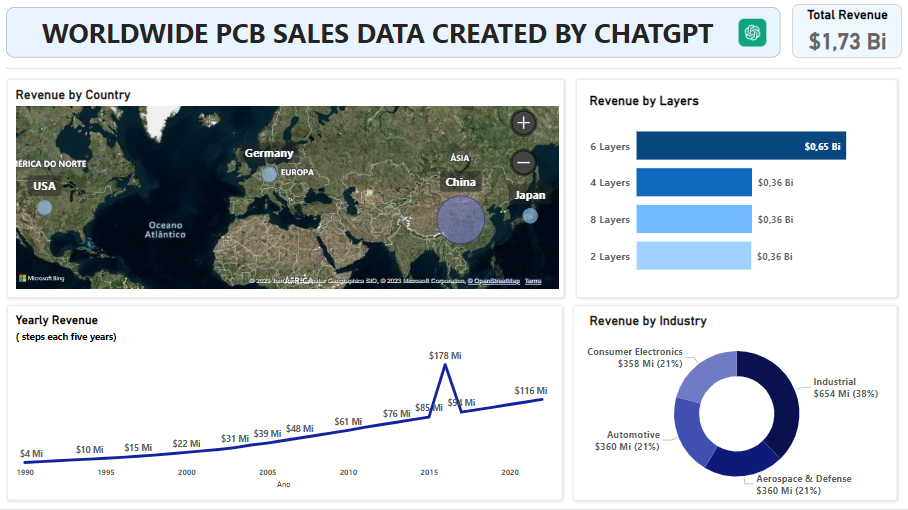 WORLDWIDE PCB SALES DATA CREATED BY CHATGPT
Total Revenue
$1,73 Bi
Revenue by Country
MÉRICA DO NORTE
USA
Germany
EUROPA
ÁSIA
China
Japan
Oceano
Atlântico
ÁFRICA
Microsoft Bing
© 2023 Microsoft Corporation, © OpenStreetMap Terms
Revenue by Layers
6 Layers $0,65 Bi
4 Layers $0,36 Bi
8 Layers $0,36 Bi
2 Layers $0,36 Bi
Yearly Revenue
( steps each five years)
$4 Mi
$10 Mi
$15 Mi
$22 Mi
$31 Mi
$39 Mi
$48 Mi
$61 Mi
$76 Mi
$85 Mi
$178 Mi
$94 Mi
$116 Mi
1990 1995 2000 2005 2010 2015 2020
Ano
Revenue by Industry
Consumer Electronics
$358 Mi (21%)
Industrial
$654 Mi (38%)
Automotive
$360 Mi (21%)
Aerospace & Defense
$360 Mi (21%)